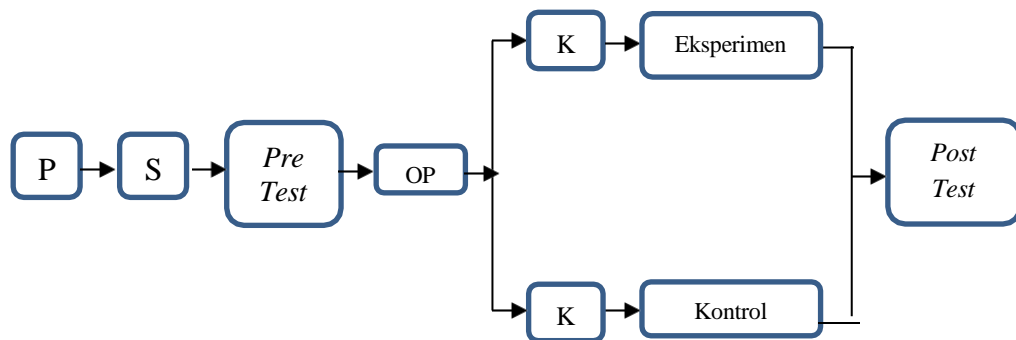 P
S
Pre
Test
OP
K
Eksperimen
K
Kontrol
Post
Test